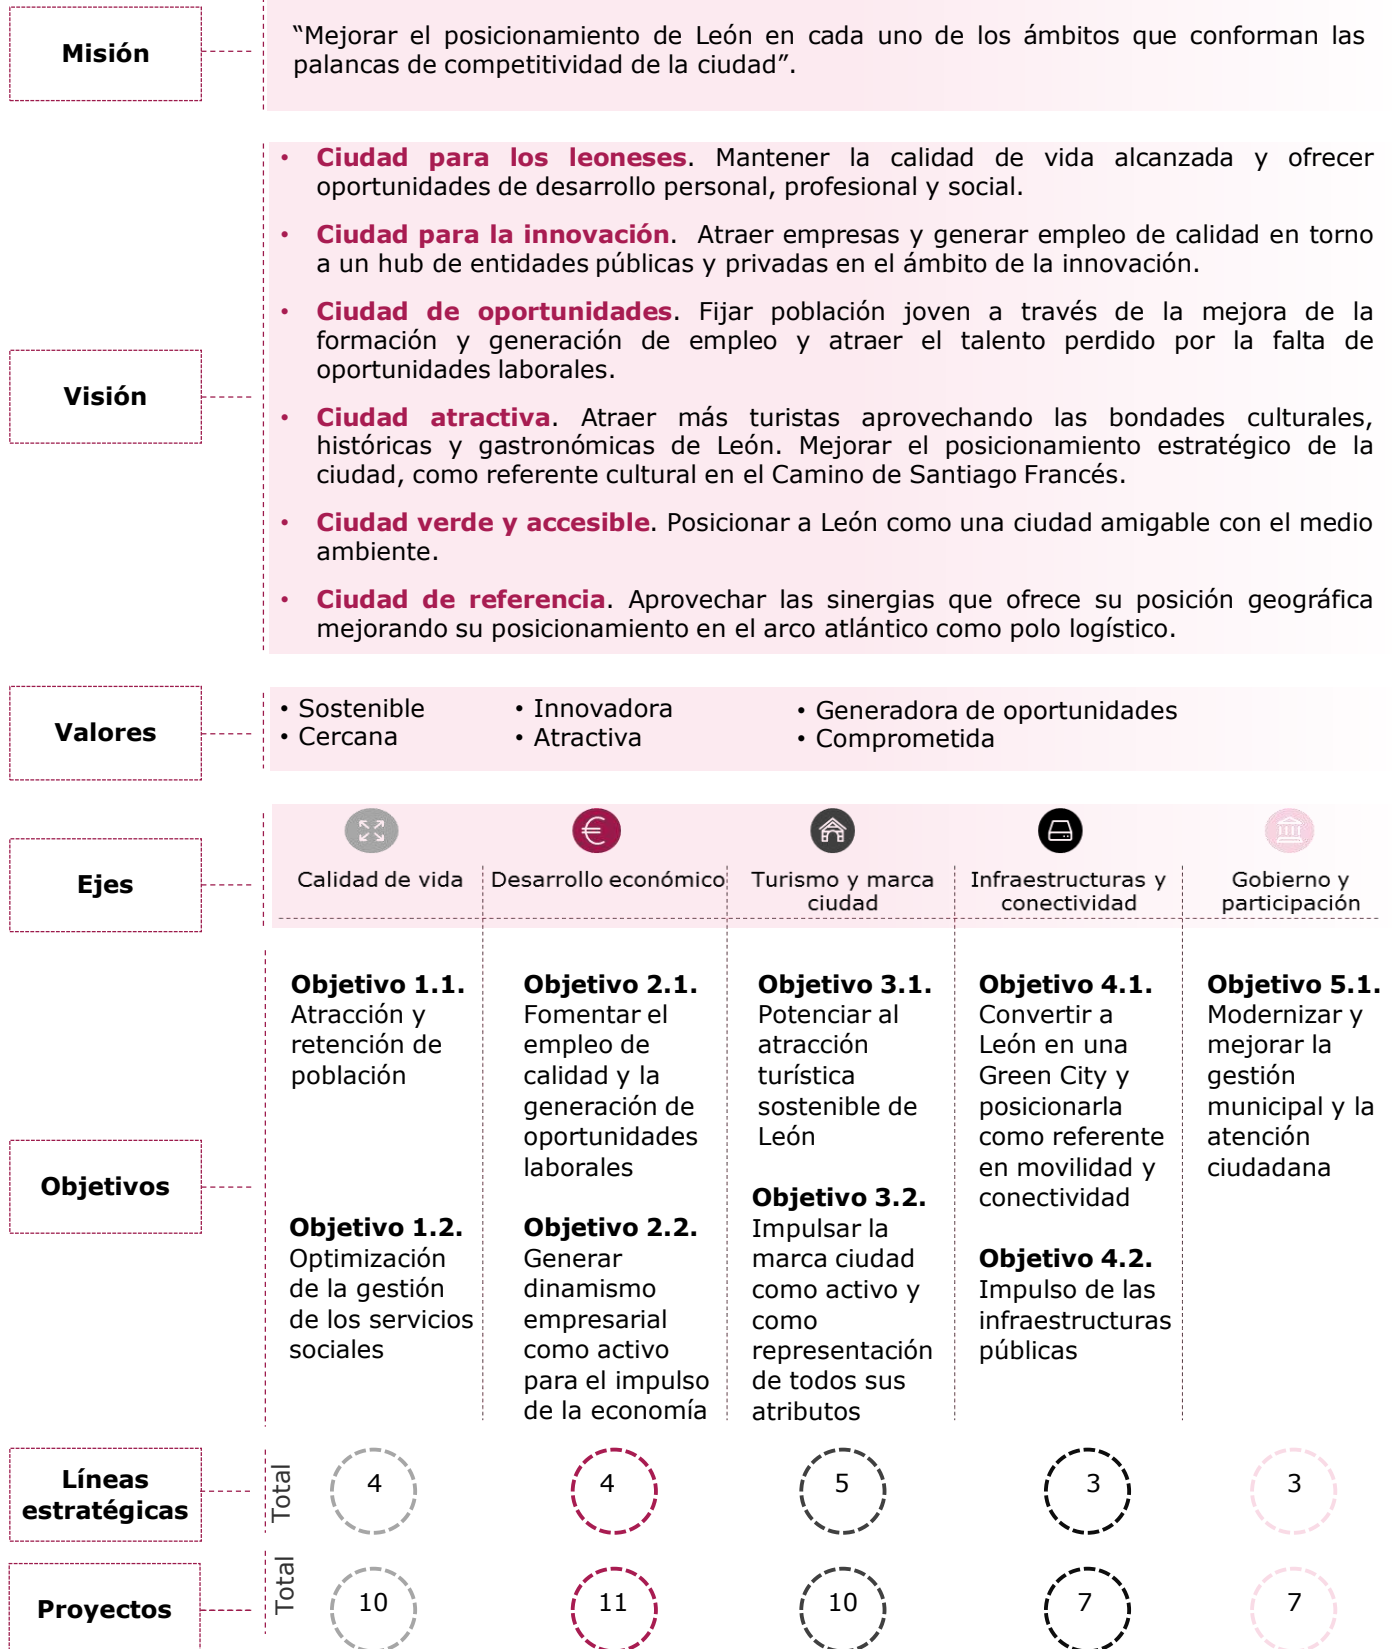 Misión
“Mejorar el posicionamiento de León en cada uno de los ámbitos que conforman las
palancas de competitividad de la ciudad”.
Visión
• Ciudad para los leoneses. Mantener la calidad de vida alcanzada y ofrecer
oportunidades de desarrollo personal, profesional y social.
• Ciudad para la innovación. Atraer empresas y generar empleo de calidad en torno
a un hub de entidades públicas y privadas en el ámbito de la innovación.
• Ciudad de oportunidades. Fijar población joven a través de la mejora de la
formación y generación de empleo y atraer el talento perdido por la falta de
oportunidades laborales.
• Ciudad atractiva. Atraer más turistas aprovechando las bondades culturales,
históricas y gastronómicas de León. Mejorar el posicionamiento estratégico de la
ciudad, como referente cultural en el Camino de Santiago Francés.
• Ciudad verde y accesible. Posicionar a León como una ciudad amigable con el medio
ambiente.
• Ciudad de referencia. Aprovechar las sinergias que ofrece su posición geográfica
mejorando su posicionamiento en el arco atlántico como polo logístico.
Valores
• Sostenible
• Cercana
• Innovadora
• Atractiva
• Generadora de oportunidades
• Comprometida
Ejes
Calidad de vida
Desarrollo económico
Turismo y marca
ciudad
Infraestructuras y
conectividad
Gobierno y
participación
Objetivos
Objetivo 1.1.
Atracción y
retención de
población
Objetivo 1.2.
Optimización
de la gestión
de los servicios
sociales
Objetivo 2.1.
Fomentar el
empleo de
calidad y la
generación de
oportunidades
laborales
Objetivo 2.2.
Generar
dinamismo
empresarial
como activo
para el impulso
de la economía
Objetivo 3.1.
Potenciar al
atracción
turística
sostenible de
León
Objetivo 3.2.
Impulsar la
marca ciudad
como activo y
como
representación
de todos sus
atributos
Objetivo 4.1.
Convertir a
León en una
Green City y
posicionarla
como referente
en movilidad y
conectividad
Objetivo 4.2.
Impulso de las
infraestructuras
públicas
Objetivo 5.1.
Modernizar y
mejorar la
gestión
municipal y la
atención
ciudadana
Líneas
estratégicas
Total
4
4
5
3
3
Proyectos
Total
10
11
10
7
7